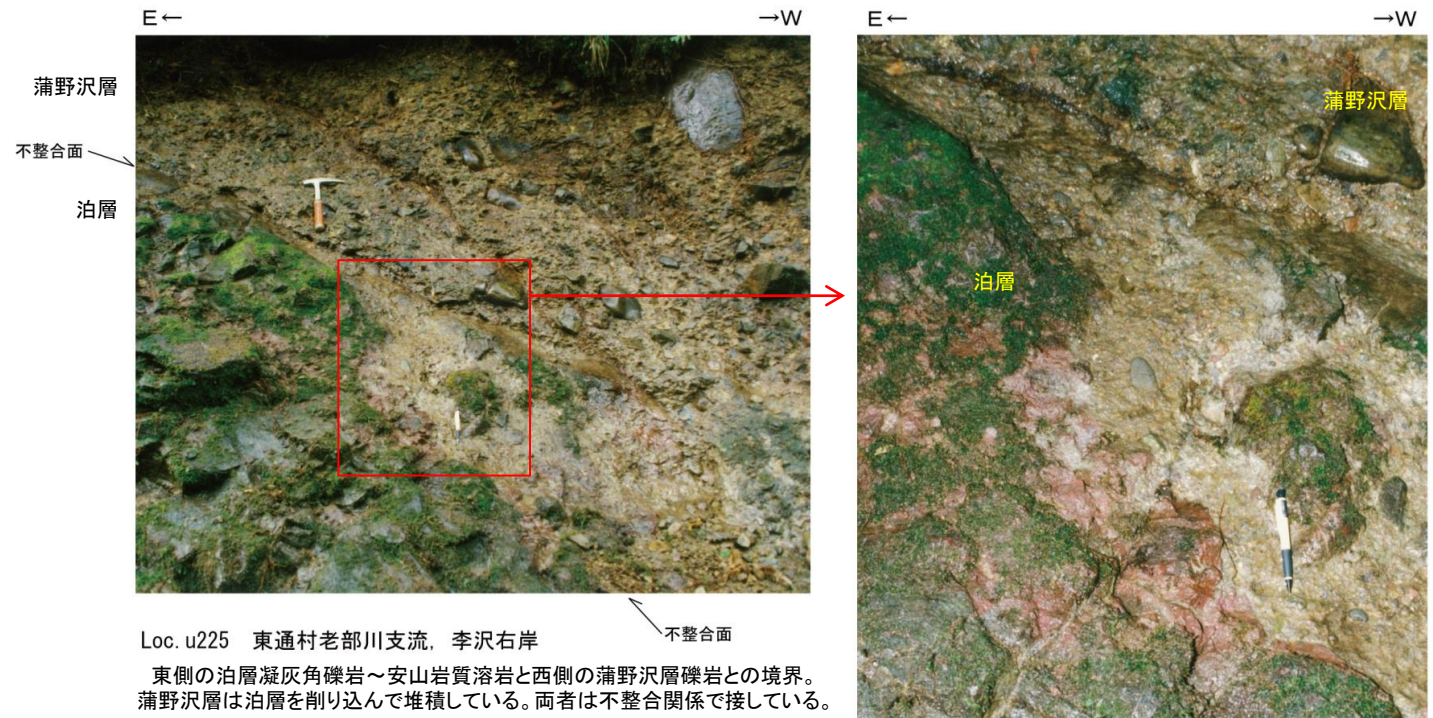 E← →W
蒲野沢層
不整合面
泊層
不整合面
Loc. u225 東通村老部川支流, 李沢右岸
東側の泊層凝灰角礫岩～安山岩質溶岩と西側の蒲野沢層礫岩との境界。
蒲野沢層は泊層を削り込んで堆積している。両者は不整合関係で接している。
E← →W
蒲野沢層
泊層